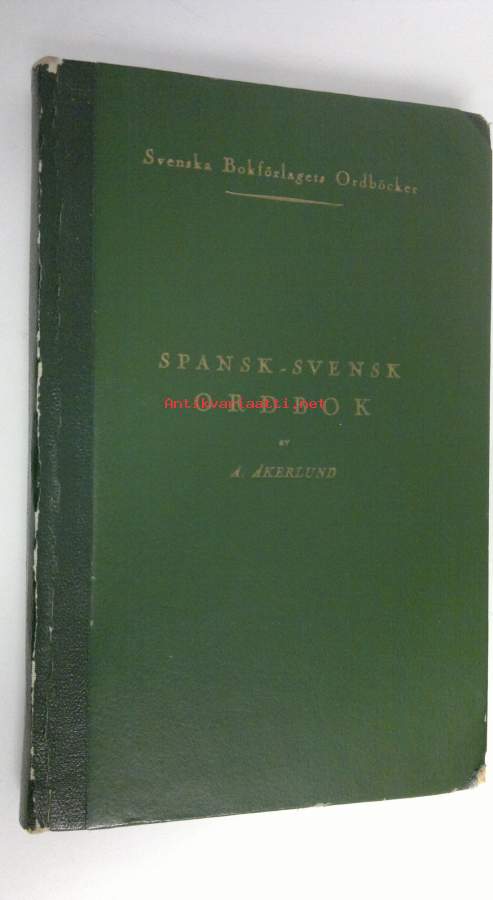 Svenska Bokförlagets Ordböcker
SPANSK-SVENSK
ORDBOK
Antikvariaatti.net
AV
A. ÅKERLUND